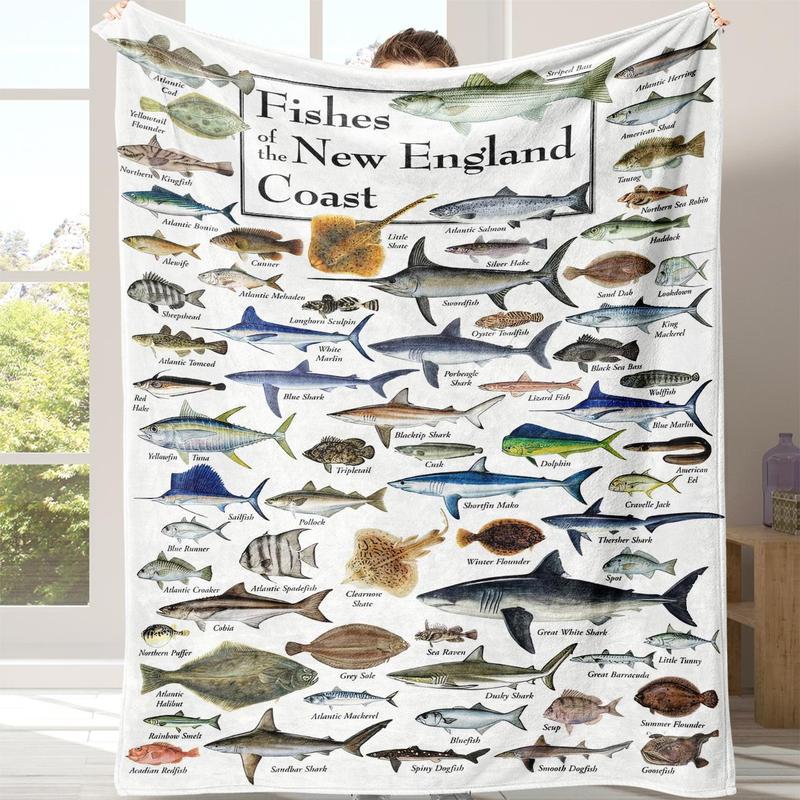 Fishes
of the New England
Coast
Atlantic
Cod
Striped Bass
Atlantic Herring
Yellowtail
Flounder
American Shad
Northern Kingfish
Tautog
Northern Sea Robin
Atlantic Bonito
Little
Skate
Atlantic Salmon
Haddock
Alewife
Cunner
Silver Hake
Atlantic Mehaden
Swordfish
Sand Dab
Lookdown
Sheepshead
Longhorn Sculpin
Oyster Toadfish
King
Mackerel
Atlantic Tomcod
White
Marlin
Porbeagle
Shark
Black Sea Bass
Red
Hake
Blue Shark
Lizard Fish
Wolffish
Blacktip Shark
Blue Marlin
Yellowfin Tuna
Tripletail
Cusk
Dolphin
American
Eel
Sailfish
Pollock
Shortfin Mako
Crevalle Jack
Blue Runner
Thersher Shark
Atlantic Croaker
Atlantic Spadefish
Clearnose
Skate
Winter Flounder
Spot
Cobia
Great White Shark
Northern Puffer
Grey Sole
Sea Raven
Great Barracuda
Little Tunny
Atlantic
Halibut
Dusky Shark
Atlantic Mackerel
Rainbow Smelt
Bluefish
Scup
Summer Flounder
Acadian Redfish
Sandbar Shark
Spiny Dogfish
Smooth Dogfish
Goosefish